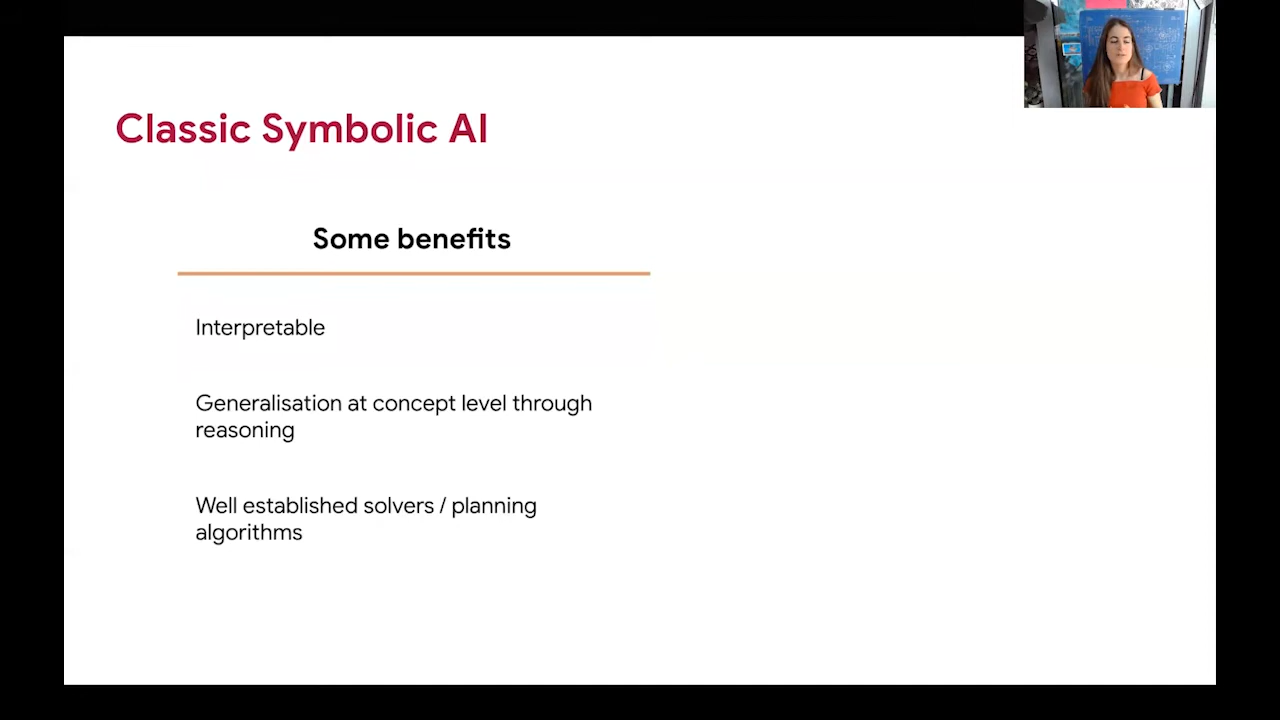 Classic Symbolic AI
Some benefits
Interpretable
Generalisation at concept level through
reasoning
Well established solvers / planning
algorithms